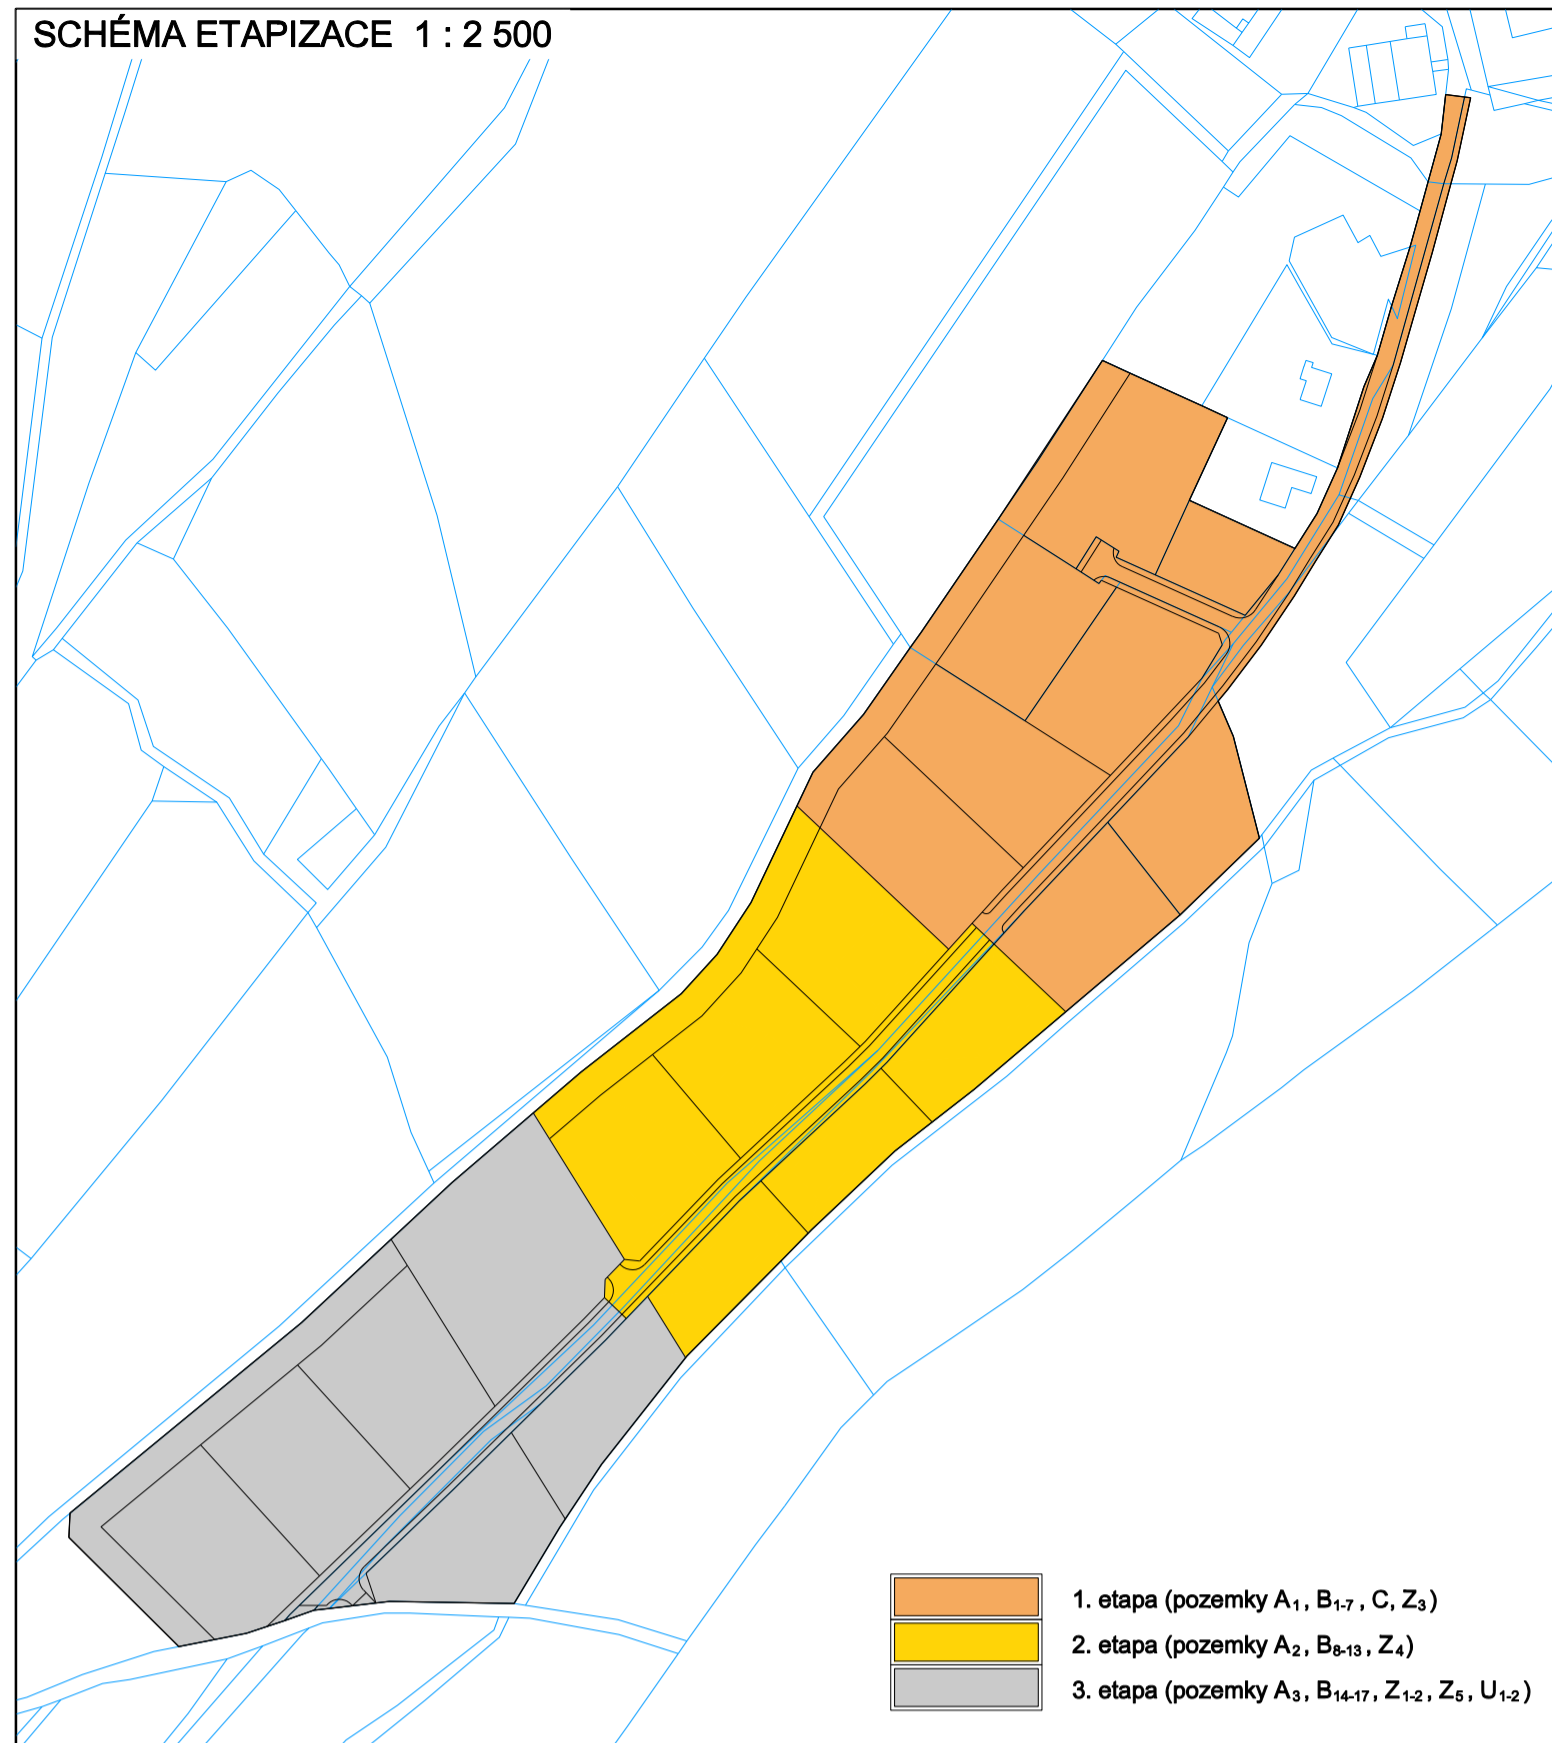 SCHÉMA ETAPIZACE 1 : 2 500
1. etapa (pozemky A₁, B₁₋₇, C, Z₃)
2. etapa (pozemky A₂, B₈₋₁₃, Z₄)
3. etapa (pozemky A₃, B₁₄₋₁₇, Z₁₋₂, Z₅, U₁₋₂)